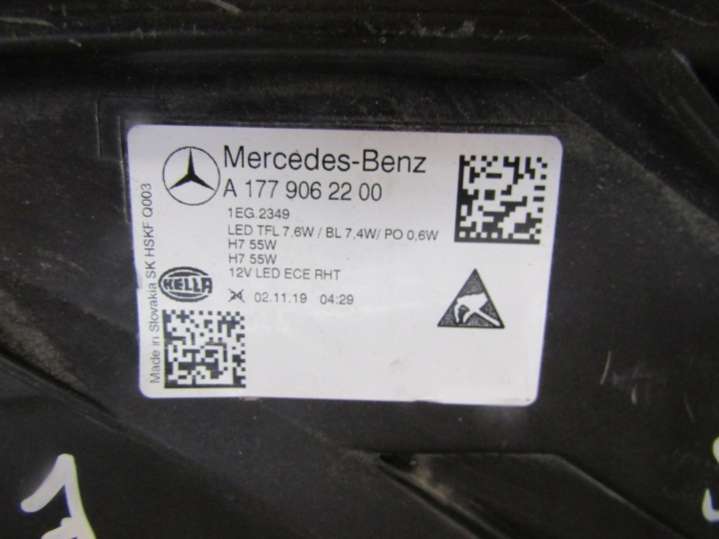 Mercedes-Benz
A 177 906 22 00
1EG 2349
LED TFL 7,6W / BL 7,4W/ PO 0,6W
H7 55W
H7 55W
12V LED ECE RHT
HELLA
02.11.19 04:29
Made in Slovakia SK HSKF Q003